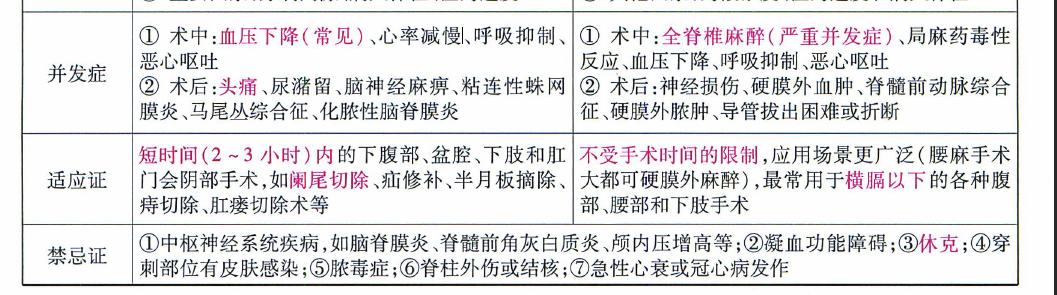 并发症
① 术中:血压下降(常见)、心率减慢、呼吸抑制、
恶心呕吐
② 术后:头痛、尿潴留、脑神经麻痹、粘连性蛛网
膜炎、马尾丛综合征、化脓性脑脊膜炎
① 术中:全脊椎麻醉(严重并发症)、局麻药毒性
反应、血压下降、呼吸抑制、恶心呕吐
② 术后:神经损伤、硬膜外血肿、脊髓前动脉综合
征、硬膜外脓肿、导管拔出困难或折断
适应证
短时间(2~3 小时)内的下腹部、盆腔、下肢和肛
门会阴部手术,如阑尾切除、疝修补、半月板摘除、
痔切除、肛瘘切除术等
不受手术时间的限制,应用场景更广泛(腰麻手术
大都可硬膜外麻醉),最常用于横膈以下的各种腹
部、腰部和下肢手术
禁忌证
①中枢神经系统疾病,如脑脊膜炎、脊髓前角灰白质炎、颅内压增高等;②凝血功能障碍;③休克;④穿
刺部位有皮肤感染;⑤脓毒症;⑥脊柱外伤或结核;⑦急性心衰或冠心病发作